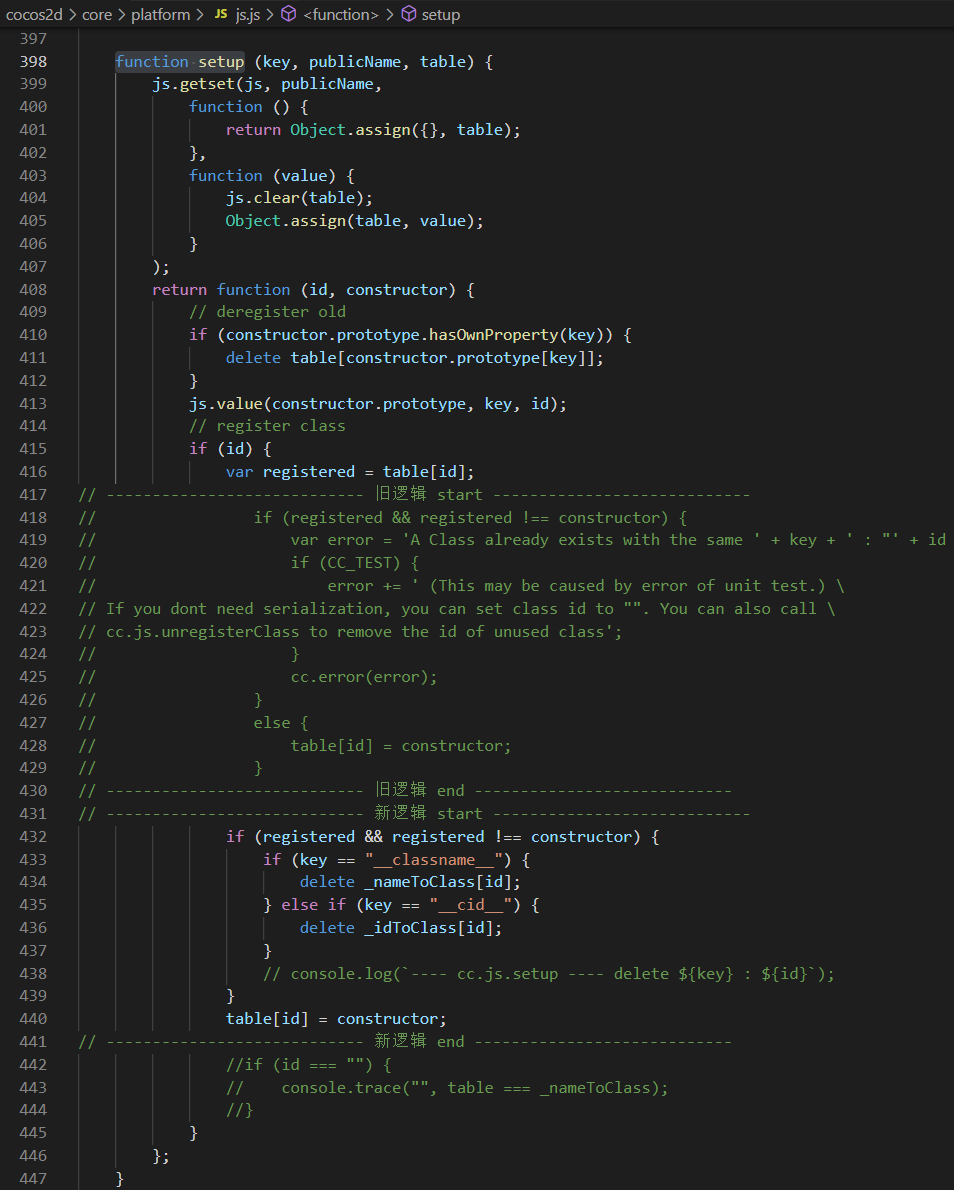 cocos2d > core > platform > JS js.js > <function> > setup
397
398 function setup (key, publicName, table) {
399 js.getset(js, publicName,
400 function () {
401 return Object.assign({}, table);
402 },
403 function (value) {
404 js.clear(table);
405 Object.assign(table, value);
406 }
407 );
408 return function (id, constructor) {
409 // deregister old
410 if (constructor.prototype.hasOwnProperty(key)) {
411 delete table[constructor.prototype[key]];
412 }
413 js.value(constructor.prototype, key, id);
414 // register class
415 if (id) {
416 var registered = table[id];
417 // ---------------------------- 旧逻辑 start ----------------------------
418 // if (registered && registered !== constructor) {
419 // var error = 'A Class already exists with the same ' + key + ' : "' + id
420 // if (CC_TEST) {
421 // error += ' (This may be caused by error of unit test.) \
422 // If you dont need serialization, you can set class id to "". You can also call \
423 // cc.js.unregisterClass to remove the id of unused class';
424 // }
425 // cc.error(error);
426 // }
427 // else {
428 // table[id] = constructor;
429 // }
430 // ---------------------------- 旧逻辑 end ----------------------------
431 // ---------------------------- 新逻辑 start ----------------------------
432 if (registered && registered !== constructor) {
433 if (key == "__classname__") {
434 delete _nameToClass[id];
435 } else if (key == "__cid__") {
436 delete _idToClass[id];
437 }
438 // console.log(`---- cc.js.setup ---- delete ${key} : ${id}`);
439 }
440 table[id] = constructor;
441 // ---------------------------- 新逻辑 end ----------------------------
442 //if (id === "") {
443 // console.trace("", table === _nameToClass);
444 //}
445 }
446 };
447 }